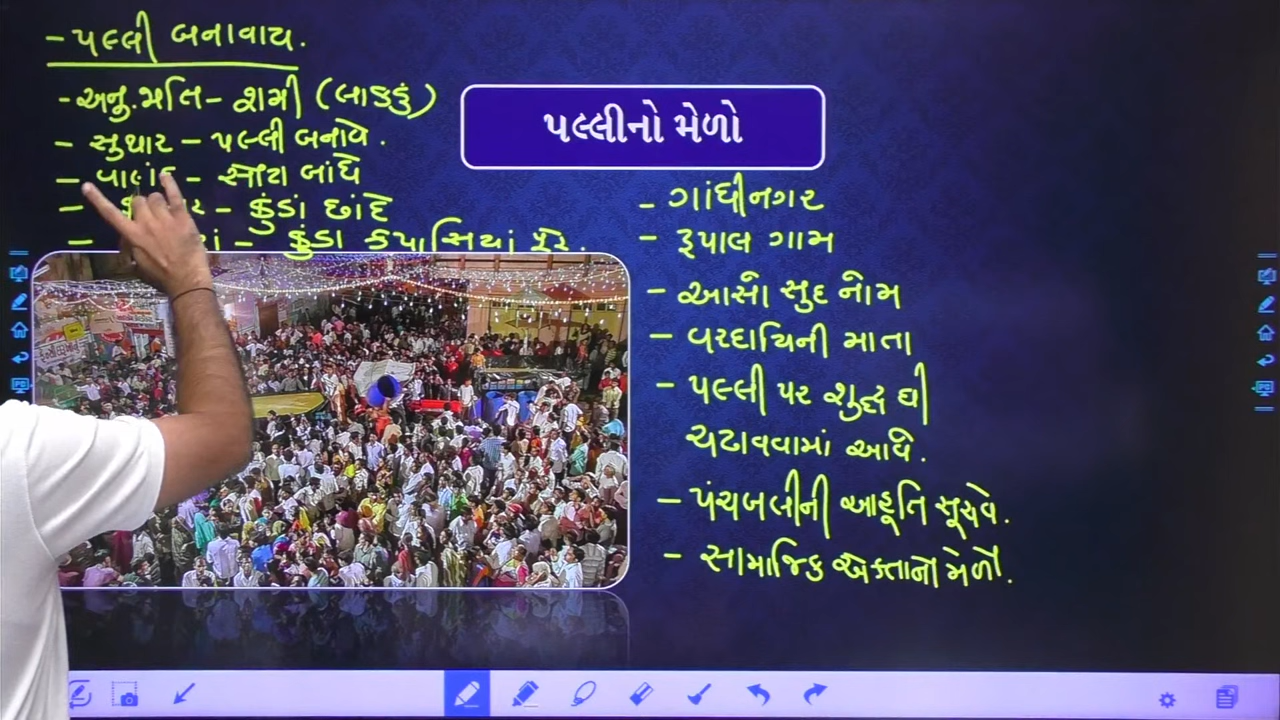 - પલ્લી બનાવાય.
- અનુ.જાતિ - શમી (લાકડું)
- સુથાર - પલ્લી બનાવે.
- વાળંદ - સોટા બાંધે
- કુંડાં છાંદે
- કુંડા કપાસિયાં પૂરે.
પલ્લીનો મેળો
- ગાંધીનગર
- રૂપાલ ગામ
- આસો સુદ નોમ
- વરદાયિની માતા
- પલ્લી પર શુદ્ધ ઘી
ચઢાવવામાં આવે.
- પંચબલીની આહૂતિ સૂચવે.
- સામાજિક એકતાનો મેળો.